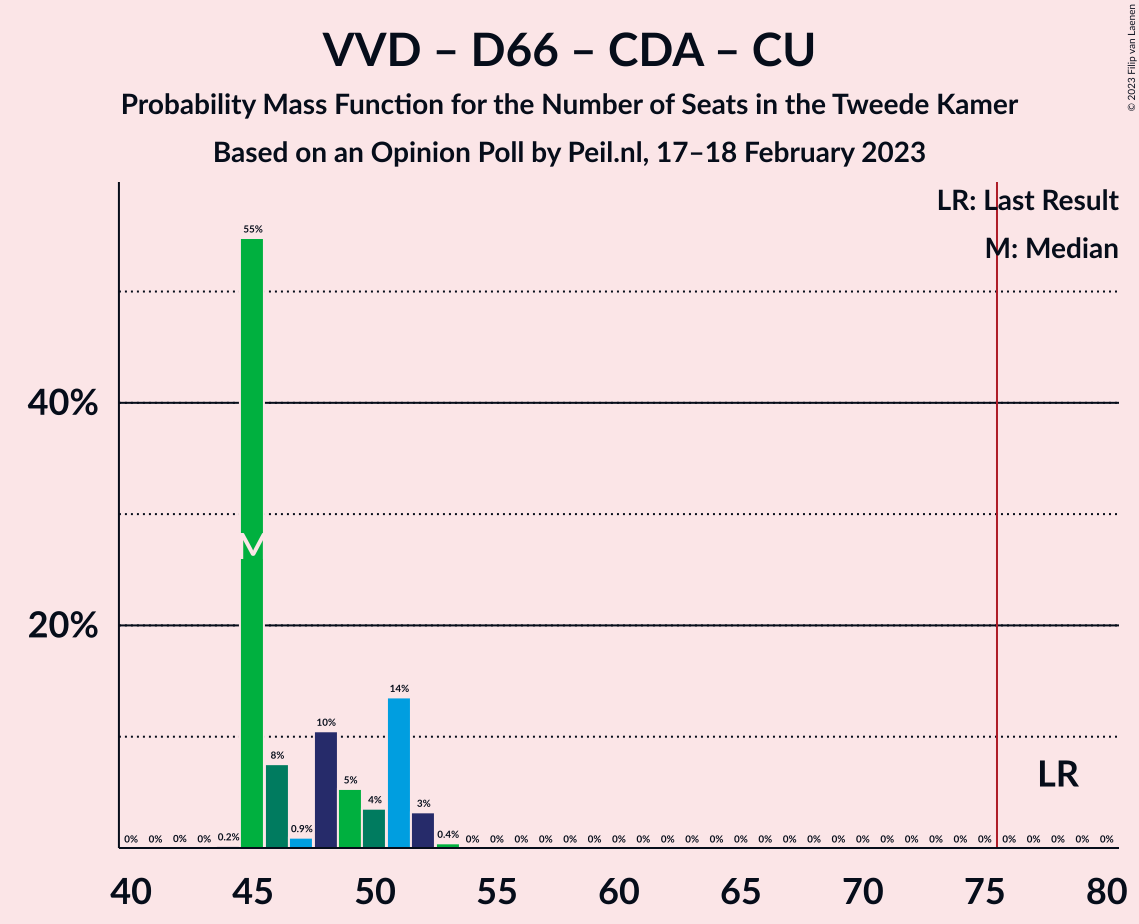 © 2023 Filip van Laenen
VVD – D66 – CDA – CU
Probability Mass Function for the Number of Seats in the Tweede Kamer
Based on an Opinion Poll by Peil.nl, 17–18 February 2023
LR: Last Result
M: Median
55%
40%
M
20%
14%
10%
8%
5%
4%
3%
LR
0% 0% 0% 0% 0.2% 0.9% 0.4% 0% 0% 0% 0% 0% 0% 0% 0% 0% 0% 0% 0% 0% 0% 0% 0% 0% 0% 0% 0% 0% 0% 0% 0% 0% 0% 0%
40 45 50 55 60 65 70 75 80